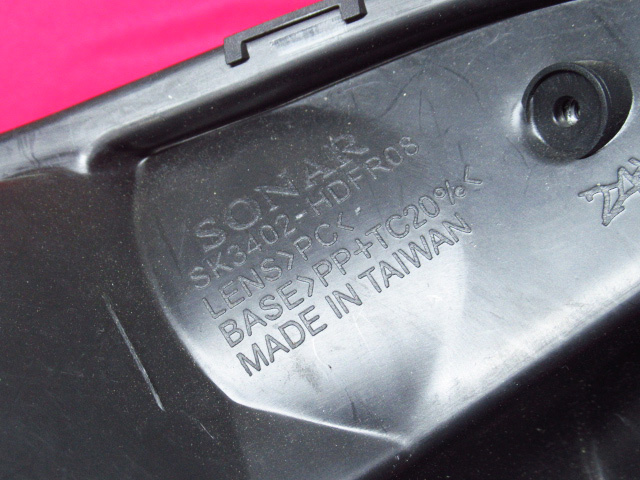 SONAR
SK3402-HDFR08
LENS>PC<
BASE>PP+TC20%<
MADE IN TAIWAN